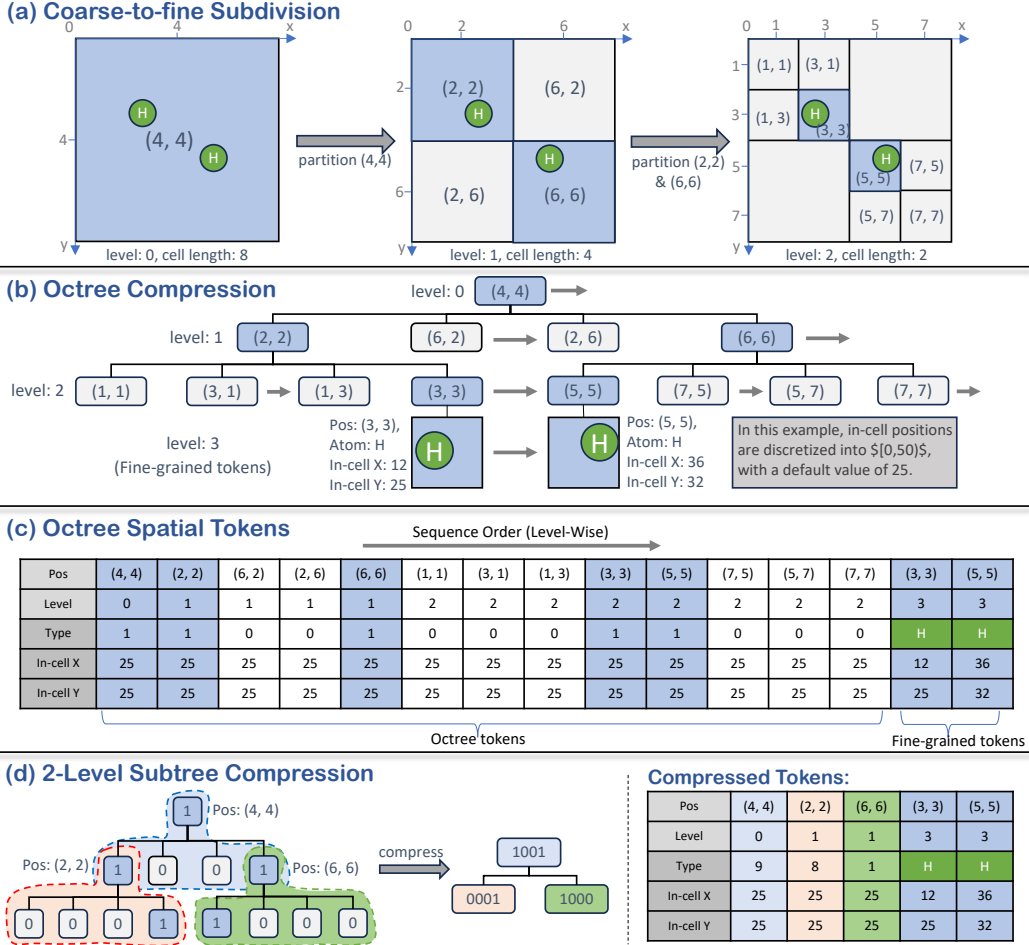 (a) Coarse-to-fine Subdivision
0 4 x
H
4 (4, 4)
H
y
level: 0, cell length: 8
partition (4,4)
0 2 6 x
2 (2, 2) (6, 2)
H
H
6 (2, 6) (6, 6)
y
level: 1, cell length: 4
partition (2,2)
& (6,6)
0 1 3 5 7 x
1 (1, 1) (3, 1)
3 (1, 3) H (3, 3)
5 H (5, 5) (7, 5)
7 (5, 7) (7, 7)
y
level: 2, cell length: 2
(b) Octree Compression
level: 0 (4, 4)
level: 1 (2, 2) (6, 2) (2, 6) (6, 6)
level: 2 (1, 1) (3, 1) (1, 3) (3, 3) (5, 5) (7, 5) (5, 7) (7, 7)
level: 3
(Fine-grained tokens)
Pos: (3, 3),
Atom: H
In-cell X: 12
In-cell Y: 25
H
H
Pos: (5, 5),
Atom: H
In-cell X: 36
In-cell Y: 32
In this example, in-cell positions
are discretized into $[0,50)$,
with a default value of 25.
(c) Octree Spatial Tokens
Sequence Order (Level-Wise)
Pos (4, 4) (2, 2) (6, 2) (2, 6) (6, 6) (1, 1) (3, 1) (1, 3) (3, 3) (5, 5) (7, 5) (5, 7) (7, 7) (3, 3) (5, 5)
Level 0 1 1 1 1 2 2 2 2 2 2 2 2 3 3
Type 1 1 0 0 1 0 0 0 1 1 0 0 0 H H
In-cell X 25 25 25 25 25 25 25 25 25 25 25 25 25 12 36
In-cell Y 25 25 25 25 25 25 25 25 25 25 25 25 25 25 32
Octree tokens
Fine-grained tokens
(d) 2-Level Subtree Compression
1 Pos: (4, 4)
Pos: (2, 2) 1 0 0 1 Pos: (6, 6)
0 0 0 1 1 0 0 0
compress
1001
0001 1000
Compressed Tokens:
Pos (4, 4) (2, 2) (6, 6) (3, 3) (5, 5)
Level 0 1 1 3 3
Type 9 8 1 H H
In-cell X 25 25 25 12 36
In-cell Y 25 25 25 25 32